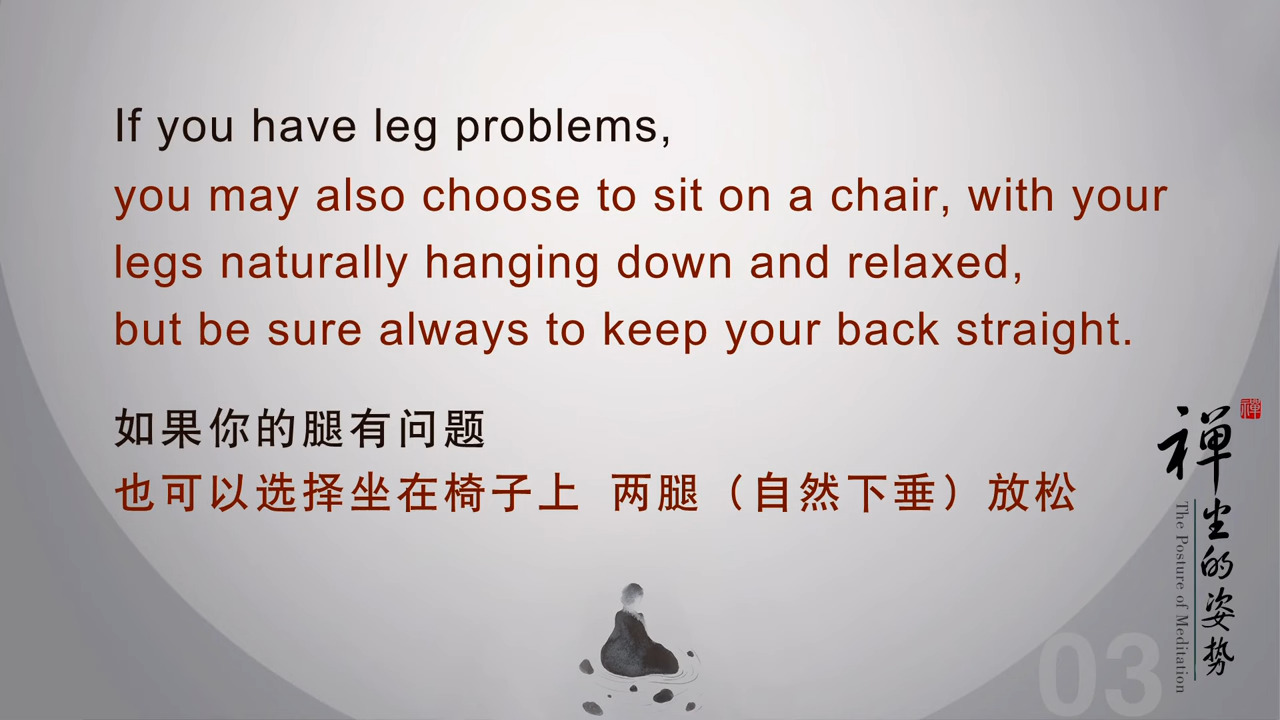 If you have leg problems,
you may also choose to sit on a chair, with your
legs naturally hanging down and relaxed,
but be sure always to keep your back straight.
如果你的腿有问题
也可以选择坐在椅子上 两腿（自然下垂）放松
禅坐的姿势
禪
The Posture of Meditation
03